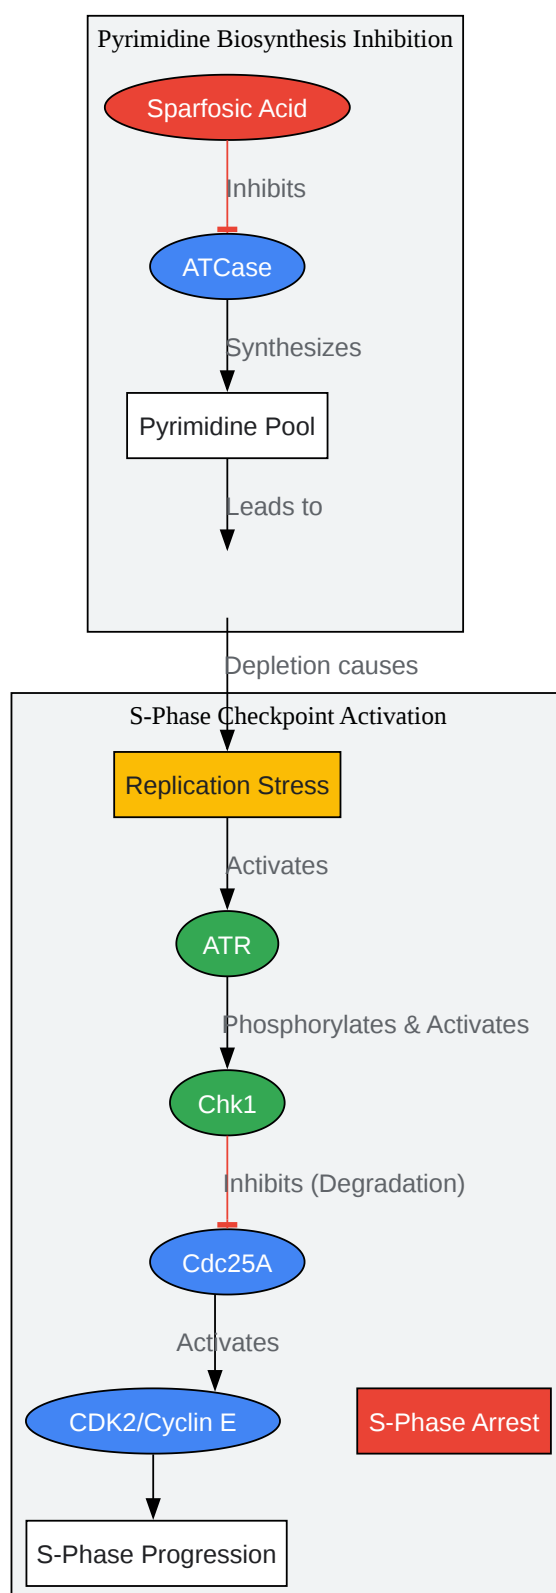 Pyrimidine Biosynthesis Inhibition
Sparfosic Acid
Inhibits
ATCase
Synthesizes
Pyrimidine Pool
Leads to
Depletion causes
S-Phase Checkpoint Activation
Replication Stress
Activates
ATR
Phosphorylates & Activates
Chk1
Inhibits (Degradation)
Cdc25A
Activates
CDK2/Cyclin E
S-Phase Arrest
S-Phase Progression